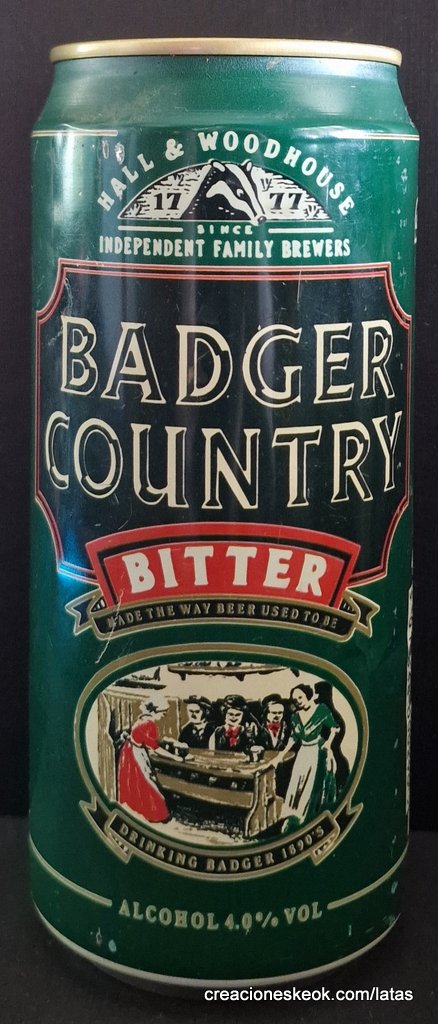 HALL & WOODHOUSE
17 77
SINCE
INDEPENDENT FAMILY BREWERS
BADGER
COUNTRY
BITTER
MADE THE WAY BEER USED TO BE
DRINKING BADGER 1890'S
ALCOHOL 4.0% VOL
creacioneskeok.com/latas